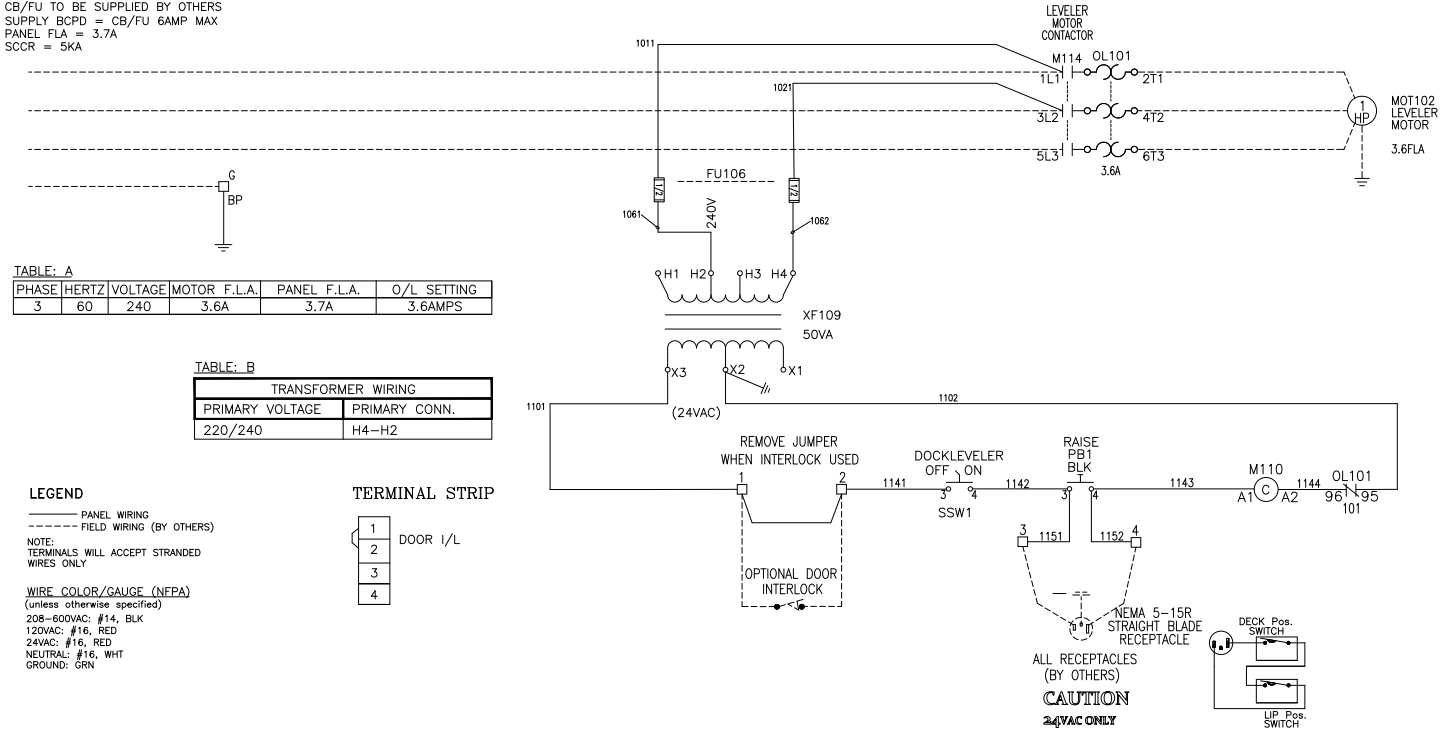 CB/FU TO BE SUPPLIED BY OTHERS
SUPPLY BCPD = CB/FU 6AMP MAX
PANEL FLA = 3.7A
SCCR = 5KA
LEVELER
MOTOR
CONTACTOR
1011
M114
OL101
1L1
2T1
1021
3L2
4T2
1
HP
MOT102
LEVELER
MOTOR
3.6FLA
5L3
6T3
3.6A
G
BP
FU106
1/2
1/2
240V
1061
1062
H1
H2
H3
H4
XF109
50VA
X3
X2
X1
(24VAC)
1101
1102
TABLE: A
PHASE HERTZ VOLTAGE MOTOR F.L.A. PANEL F.L.A. O/L SETTING
3 60 240 3.6A 3.7A 3.6AMPS
TABLE: B
TRANSFORMER WIRING
PRIMARY VOLTAGE PRIMARY CONN.
220/240 H4-H2
REMOVE JUMPER
WHEN INTERLOCK USED
1
2
1141
DOCKLEVELER
OFF ON
3 4
SSW1
1142
RAISE
PB1
BLK
3 4
1143
M110
A1 C A2
1144
OL101
96 95
101
3
1151
1152
4
OPTIONAL DOOR
INTERLOCK
NEMA 5-15R
STRAIGHT BLADE
RECEPTACLE
ALL RECEPTACLES
(BY OTHERS)
CAUTION
24VAC ONLY
DECK Pos.
SWITCH
LIP Pos.
SWITCH
LEGEND
PANEL WIRING
FIELD WIRING (BY OTHERS)
NOTE:
TERMINALS WILL ACCEPT STRANDED
WIRES ONLY
WIRE COLOR/GAUGE (NFPA)
(unless otherwise specified)
208-600VAC: #14, BLK
120VAC: #16, RED
24VAC: #16, RED
NEUTRAL: #16, WHT
GROUND: GRN
TERMINAL STRIP
1
2
3
4
DOOR I/L